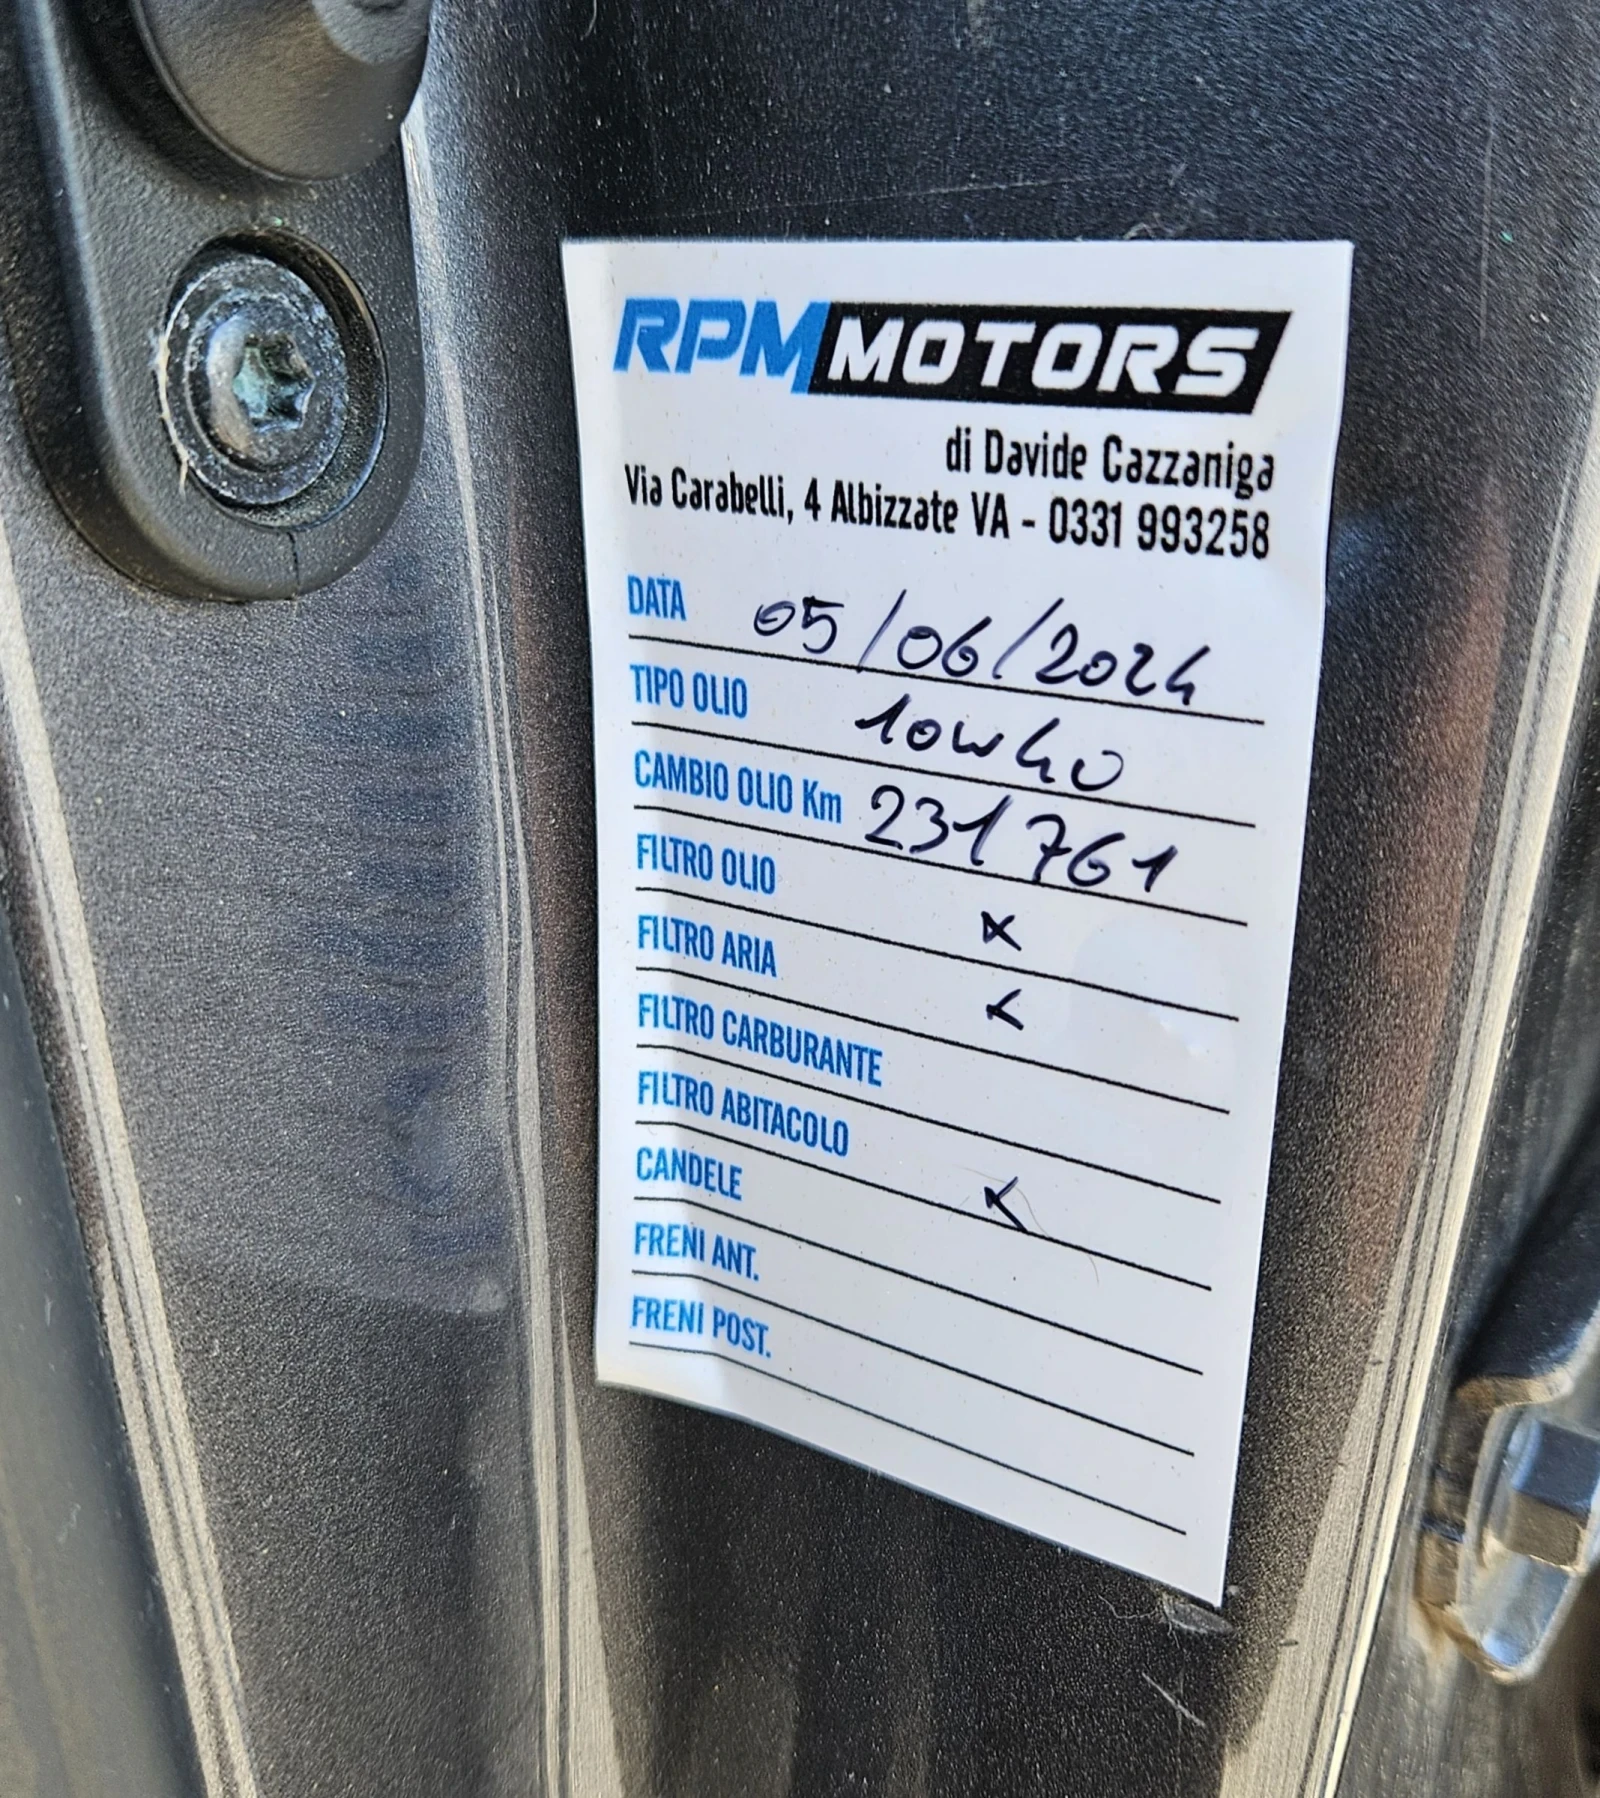 RPM MOTORS
di Davide Cazzaniga
Via Carabelli, 4 Albizzate VA - 0331 993258
DATA 05/06/2024
TIPO OLIO 10W40
CAMBIO OLIO Km 231761
FILTRO OLIO x
FILTRO ARIA x
FILTRO CARBURANTE
FILTRO ABITACOLO x
CANDELE
FRENI ANT.
FRENI POST.